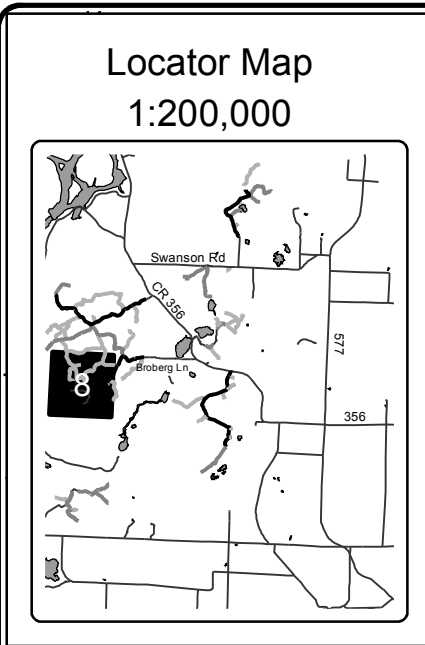 Locator Map
1:200,000
Swanson Rd
CR 356
577
Broberg Ln
8
356